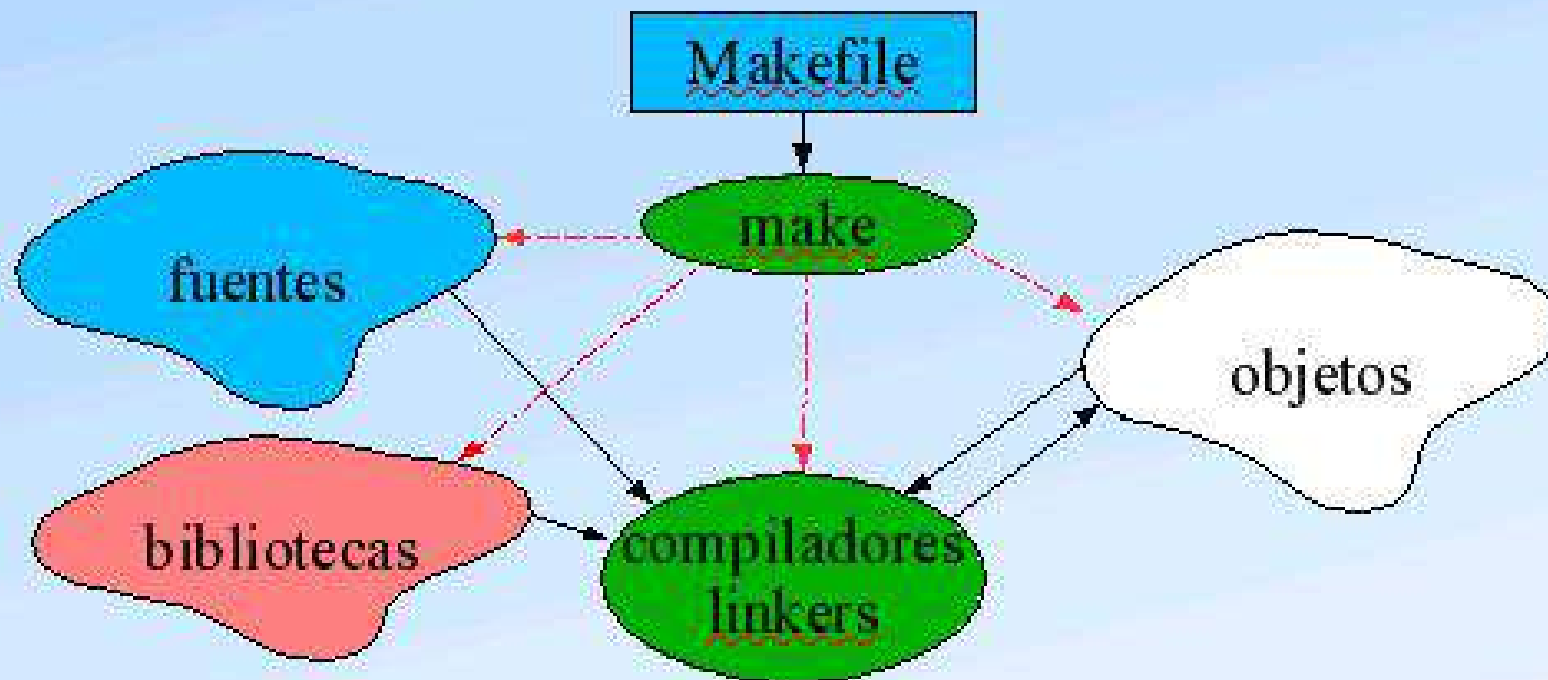 Makefile
make
fuentes
objetos
bibliotecas
compiladores
linkers